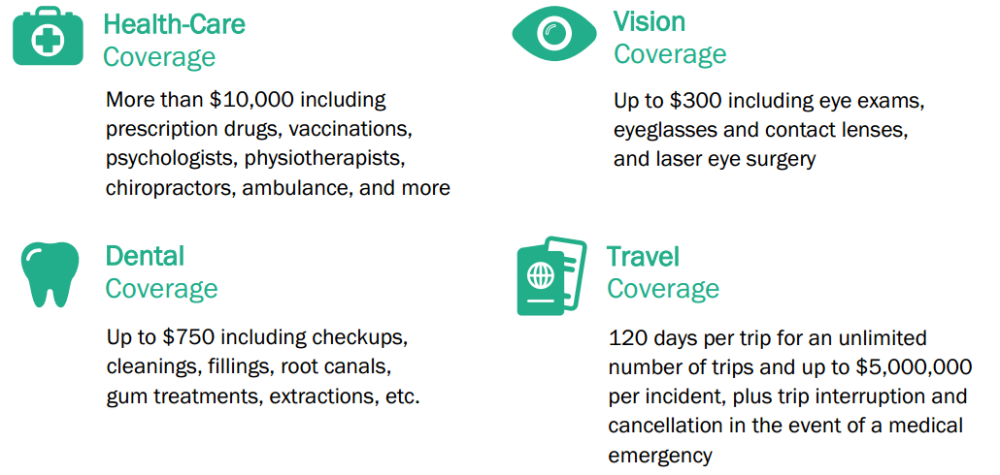 Health-Care
Coverage
More than $10,000 including
prescription drugs, vaccinations,
psychologists, physiotherapists,
chiropractors, ambulance, and more
Vision
Coverage
Up to $300 including eye exams,
eyeglasses and contact lenses,
and laser eye surgery
Dental
Coverage
Up to $750 including checkups,
cleanings, fillings, root canals,
gum treatments, extractions, etc.
Travel
Coverage
120 days per trip for an unlimited
number of trips and up to $5,000,000
per incident, plus trip interruption and
cancellation in the event of a medical
emergency